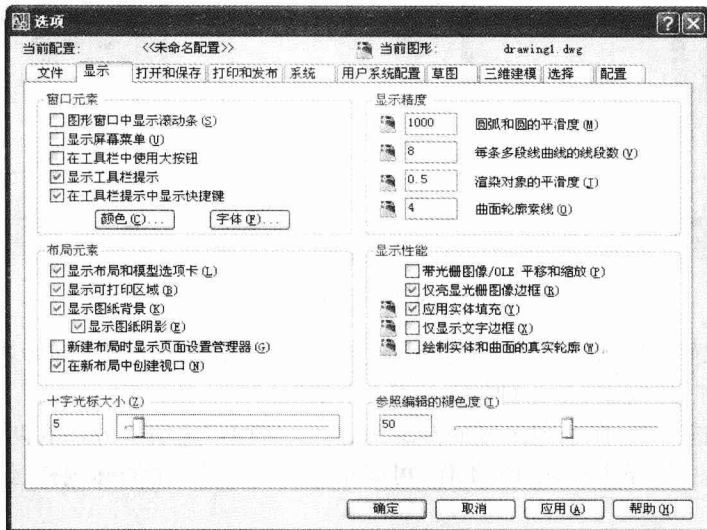 选项
当前配置: <<未命名配置>> 当前图形: drawing1.dwg
文件 显示 打开和保存 打印和发布 系统 用户系统配置 草图 三维建模 选择 配置
窗口元素
图形窗口中显示滚动条(S)
显示屏幕菜单(U)
在工具栏中使用大按钮
显示工具栏提示
在工具栏提示中显示快捷键
颜色(C)... 字体(F)...
布局元素
显示布局和模型选项卡(L)
显示可打印区域(B)
显示图纸背景(K)
显示图纸阴影(E)
新建布局时显示页面设置管理器(G)
在新布局中创建视口(N)
十字光标大小(Z)
5
显示精度
1000 圆弧和圆的平滑度(M)
8 每条多段线曲线的线段数(V)
0.5 渲染对象的平滑度(J)
4 曲面轮廓素线(O)
显示性能
带光栅图像/OLE 平移和缩放(P)
仅亮显光栅图像边框(R)
应用实体填充(Y)
仅显示文字边框(X)
绘制实体和曲面的真实轮廓(W)
参照编辑的褪色度(I)
50
确定 取消 应用(A) 帮助(H)